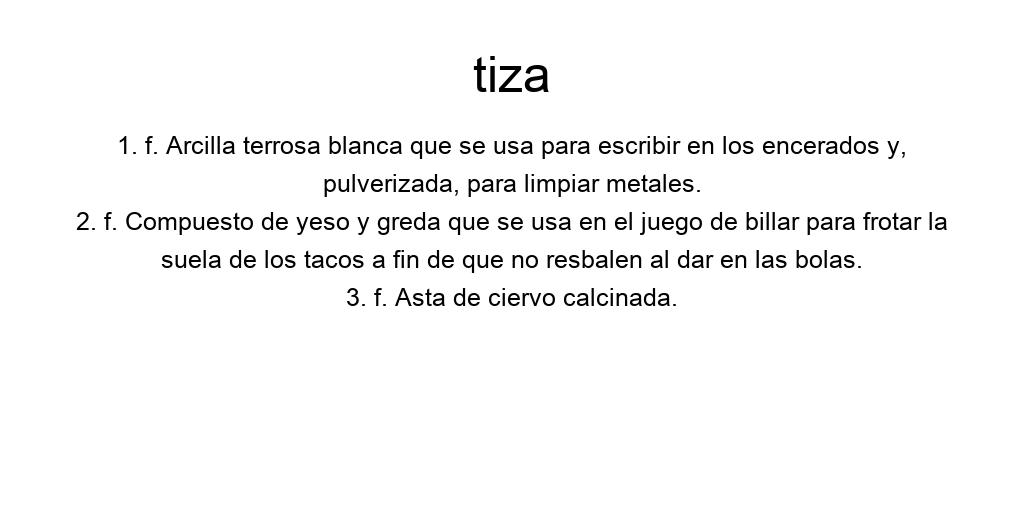 tiza
1. f. Arcilla terrosa blanca que se usa para escribir en los encerados y,
pulverizada, para limpiar metales.
2. f. Compuesto de yeso y greda que se usa en el juego de billar para frotar la
suela de los tacos a fin de que no resbalen al dar en las bolas.
3. f. Asta de ciervo calcinada.